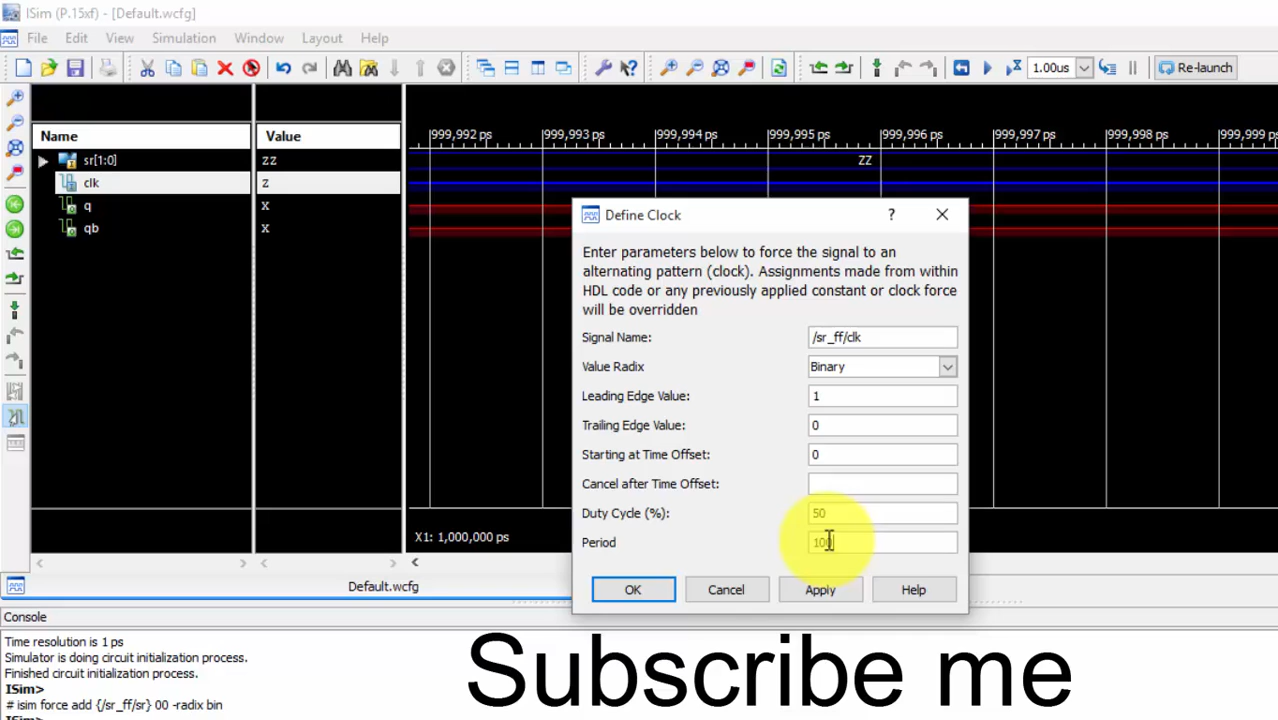 ISim (P.15xf) - [Default.wcfg]
File Edit View Simulation Window Layout Help
1.00us Re-launch
Name Value
999,992 ps 999,993 ps 999,994 ps 999,995 ps 999,996 ps 999,997 ps 999,998 ps 999,999 ps
sr[1:0] zz ZZ
clk z
q x
qb x
Define Clock ?
Enter parameters below to force the signal to an
alternating pattern (clock). Assignments made from within
HDL code or any previously applied constant or clock force
will be overridden
Signal Name: /sr_ff/clk
Value Radix Binary
Leading Edge Value: 1
Trailing Edge Value: 0
Starting at Time Offset: 0
Cancel after Time Offset:
Duty Cycle (%): 50
X1: 1,000,000 ps
Period 100
Default.wcfg
OK Cancel Apply Help
Console
Time resolution is 1 ps
Simulator is doing circuit initialization process.
Finished circuit initialization process.
ISim>
# isim force add {/sr_ff/sr} 00 -radix bin
ISim>
Subscribe me